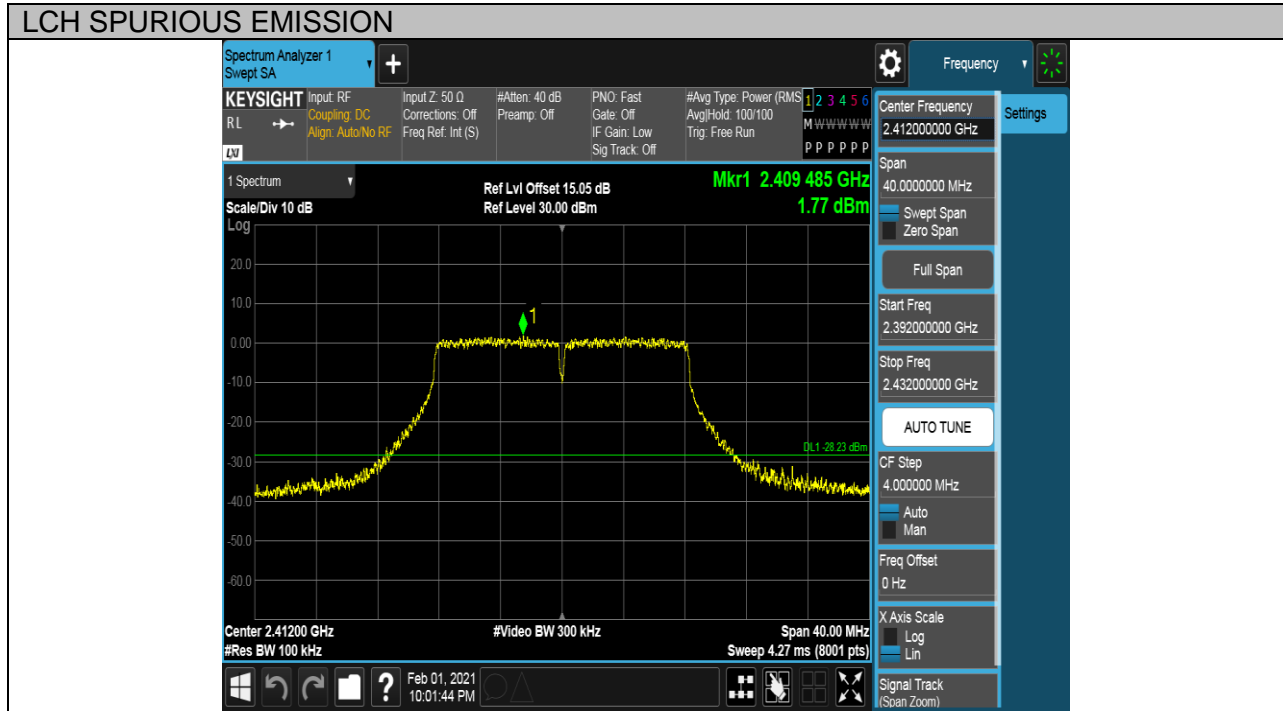 LCH SPURIOUS EMISSION
Spectrum Analyzer 1
Swept SA
+
Frequency
KEYSIGHT
RL
LXI
Input: RF
Coupling: DC
Align: Auto/No RF
Input Z: 50 Ω
Corrections: Off
Freq Ref: Int (S)
#Atten: 40 dB
Preamp: Off
PNO: Fast
Gate: Off
IF Gain: Low
Sig Track: Off
#Avg Type: Power (RMS
Avg|Hold: 100/100
Trig: Free Run
1 2 3 4 5 6
M W W W W W
P P P P P P
1 Spectrum
Scale/Div 10 dB
Log
Ref Lvl Offset 15.05 dB
Ref Level 30.00 dBm
Mkr1 2.409 485 GHz
1.77 dBm
20.0
10.0
0.00
-10.0
-20.0
-30.0
-40.0
-50.0
-60.0
1
DL1 -28.23 dBm
Center 2.41200 GHz
#Res BW 100 kHz
#Video BW 300 kHz
Span 40.00 MHz
Sweep 4.27 ms (8001 pts)
?
Feb 01, 2021
10:01:44 PM
Center Frequency
2.412000000 GHz
Settings
Span
40.0000000 MHz
Swept Span
Zero Span
Full Span
Start Freq
2.392000000 GHz
Stop Freq
2.432000000 GHz
AUTO TUNE
CF Step
4.000000 MHz
Auto
Man
Freq Offset
0 Hz
X Axis Scale
Log
Lin
Signal Track
(Span Zoom)